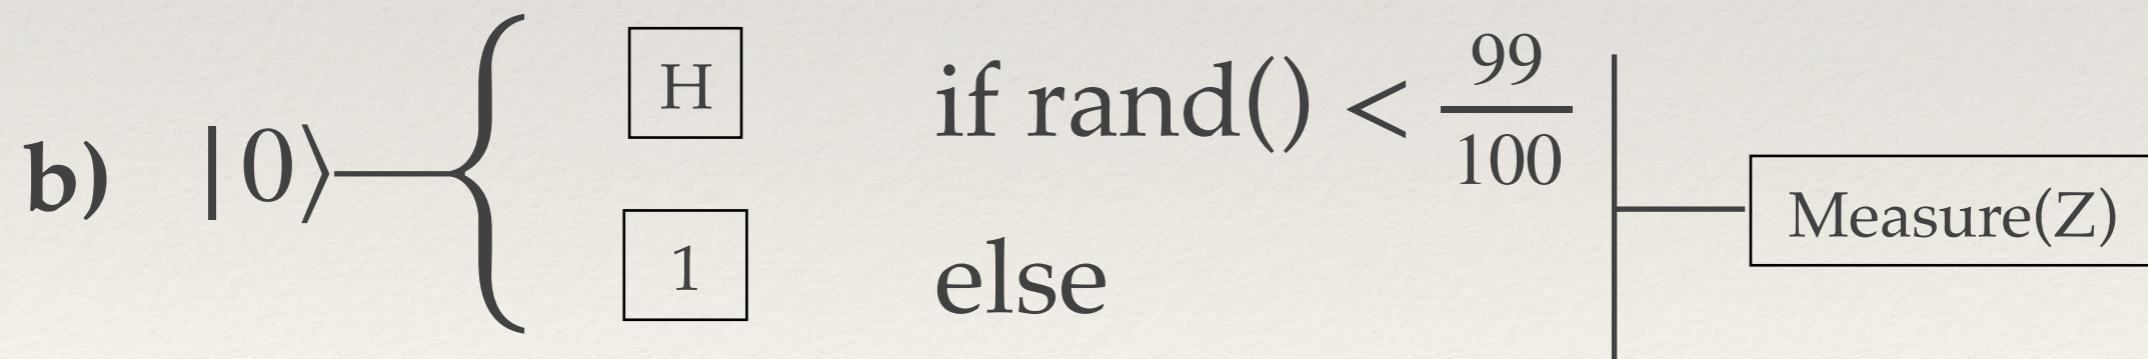 b) |0⟩ H if rand() < 99/100
1 else
Measure(Z)